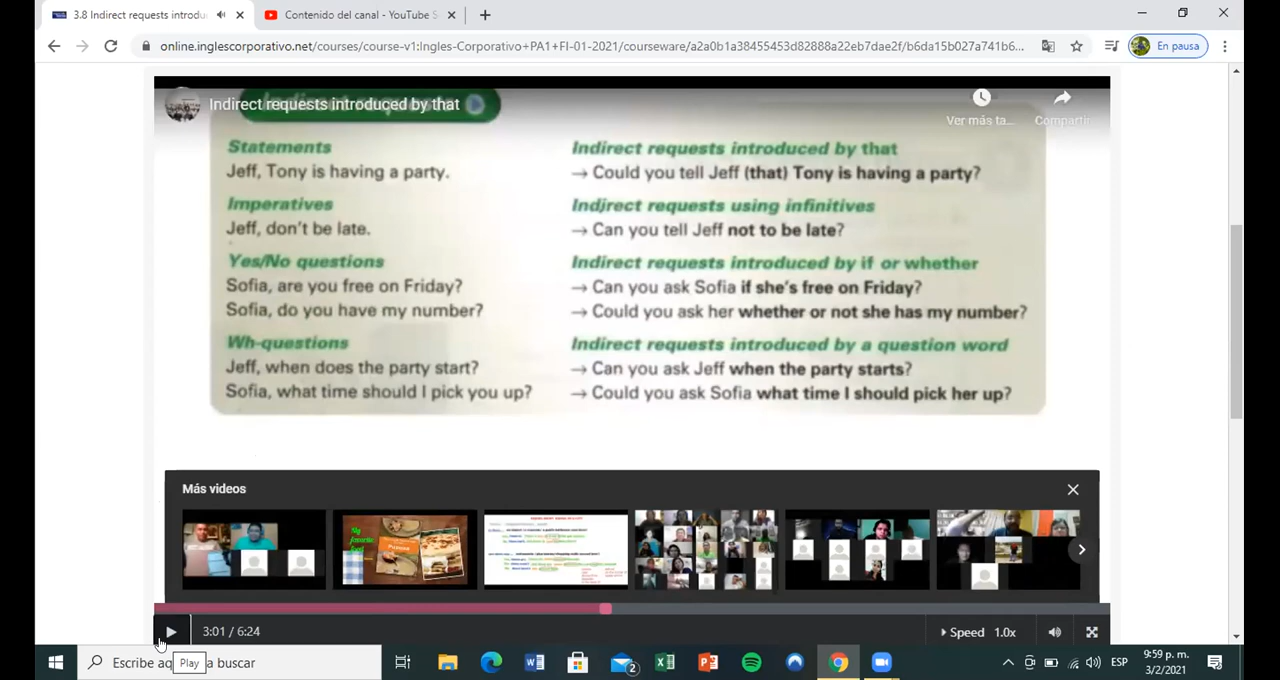 3.8 Indirect requests introdu
Contenido del canal - YouTube S
online.inglescorporativo.net/courses/course-v1:Ingles-Corporativo+PA1+FI-01-2021/courseware/a2a0b1a38455453d82888a22eb7dae2f/b6da15b027a741b6...
En pausa
Indirect requests introduced by that
Ver más ta...
Compartir
Statements
Indirect requests introduced by that
Jeff, Tony is having a party.
→ Could you tell Jeff (that) Tony is having a party?
Imperatives
Indirect requests using infinitives
Jeff, don't be late.
→ Can you tell Jeff not to be late?
Yes/No questions
Indirect requests introduced by if or whether
Sofia, are you free on Friday?
→ Can you ask Sofia if she's free on Friday?
Sofia, do you have my number?
→ Could you ask her whether or not she has my number?
Wh-questions
Indirect requests introduced by a question word
Jeff, when does the party start?
→ Can you ask Jeff when the party starts?
Sofia, what time should I pick you up?
→ Could you ask Sofia what time I should pick her up?
Más videos
My favorite food
3:01 / 6:24
Speed 1.0x
Escribe aq
Play
a buscar
2
ESP
9:59 p. m.
3/2/2021